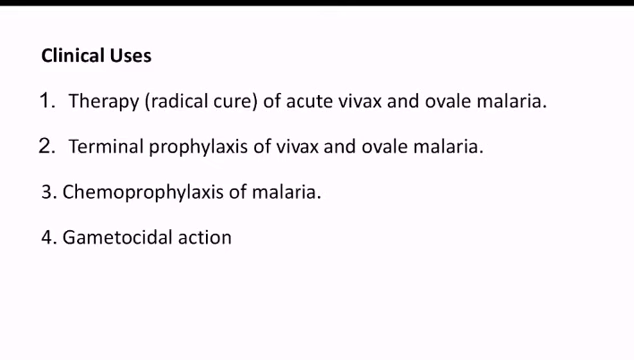 Clinical Uses
1. Therapy (radical cure) of acute vivax and ovale malaria.
2. Terminal prophylaxis of vivax and ovale malaria.
3. Chemoprophylaxis of malaria.
4. Gametocidal action